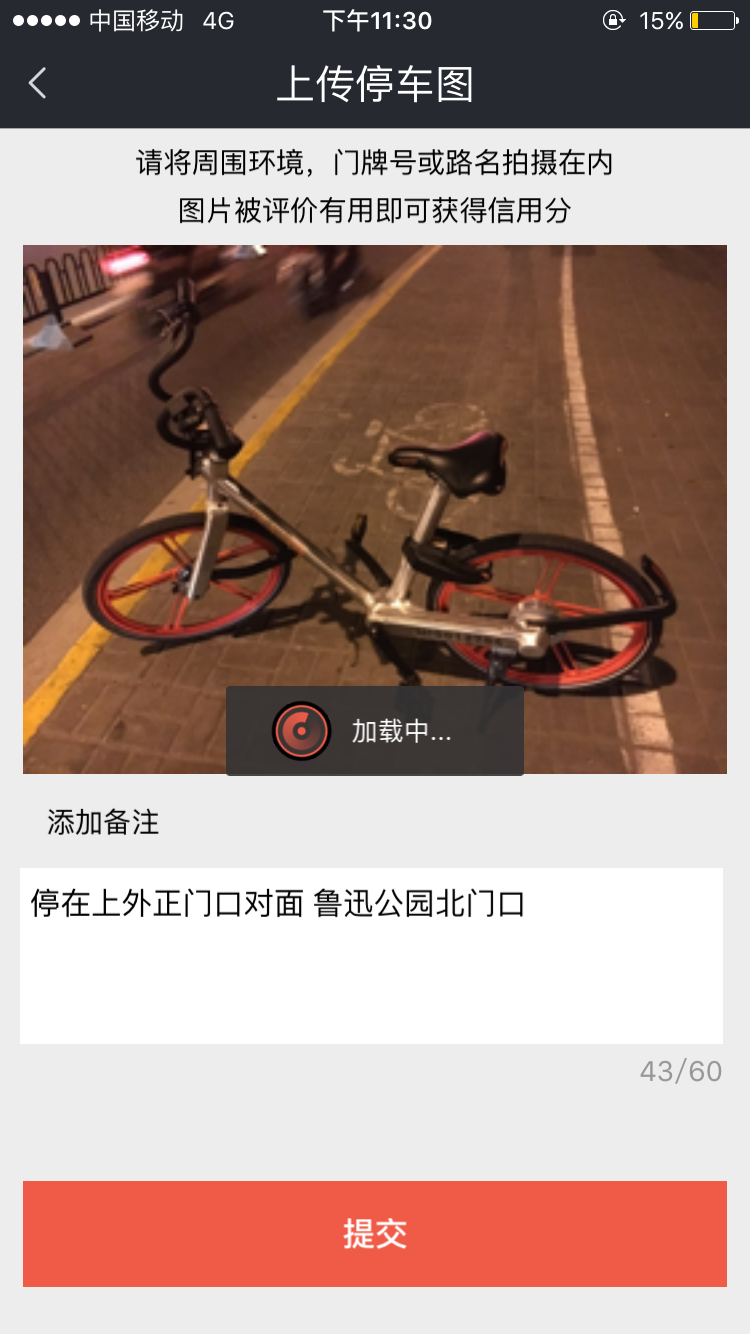 中国移动 4G 下午11:30 15%
上传停车图
请将周围环境，门牌号或路名拍摄在内
图片被评价有用即可获得信用分
加载中...
添加备注
停在上外正门口对面 鲁迅公园北门口
43/60
提交